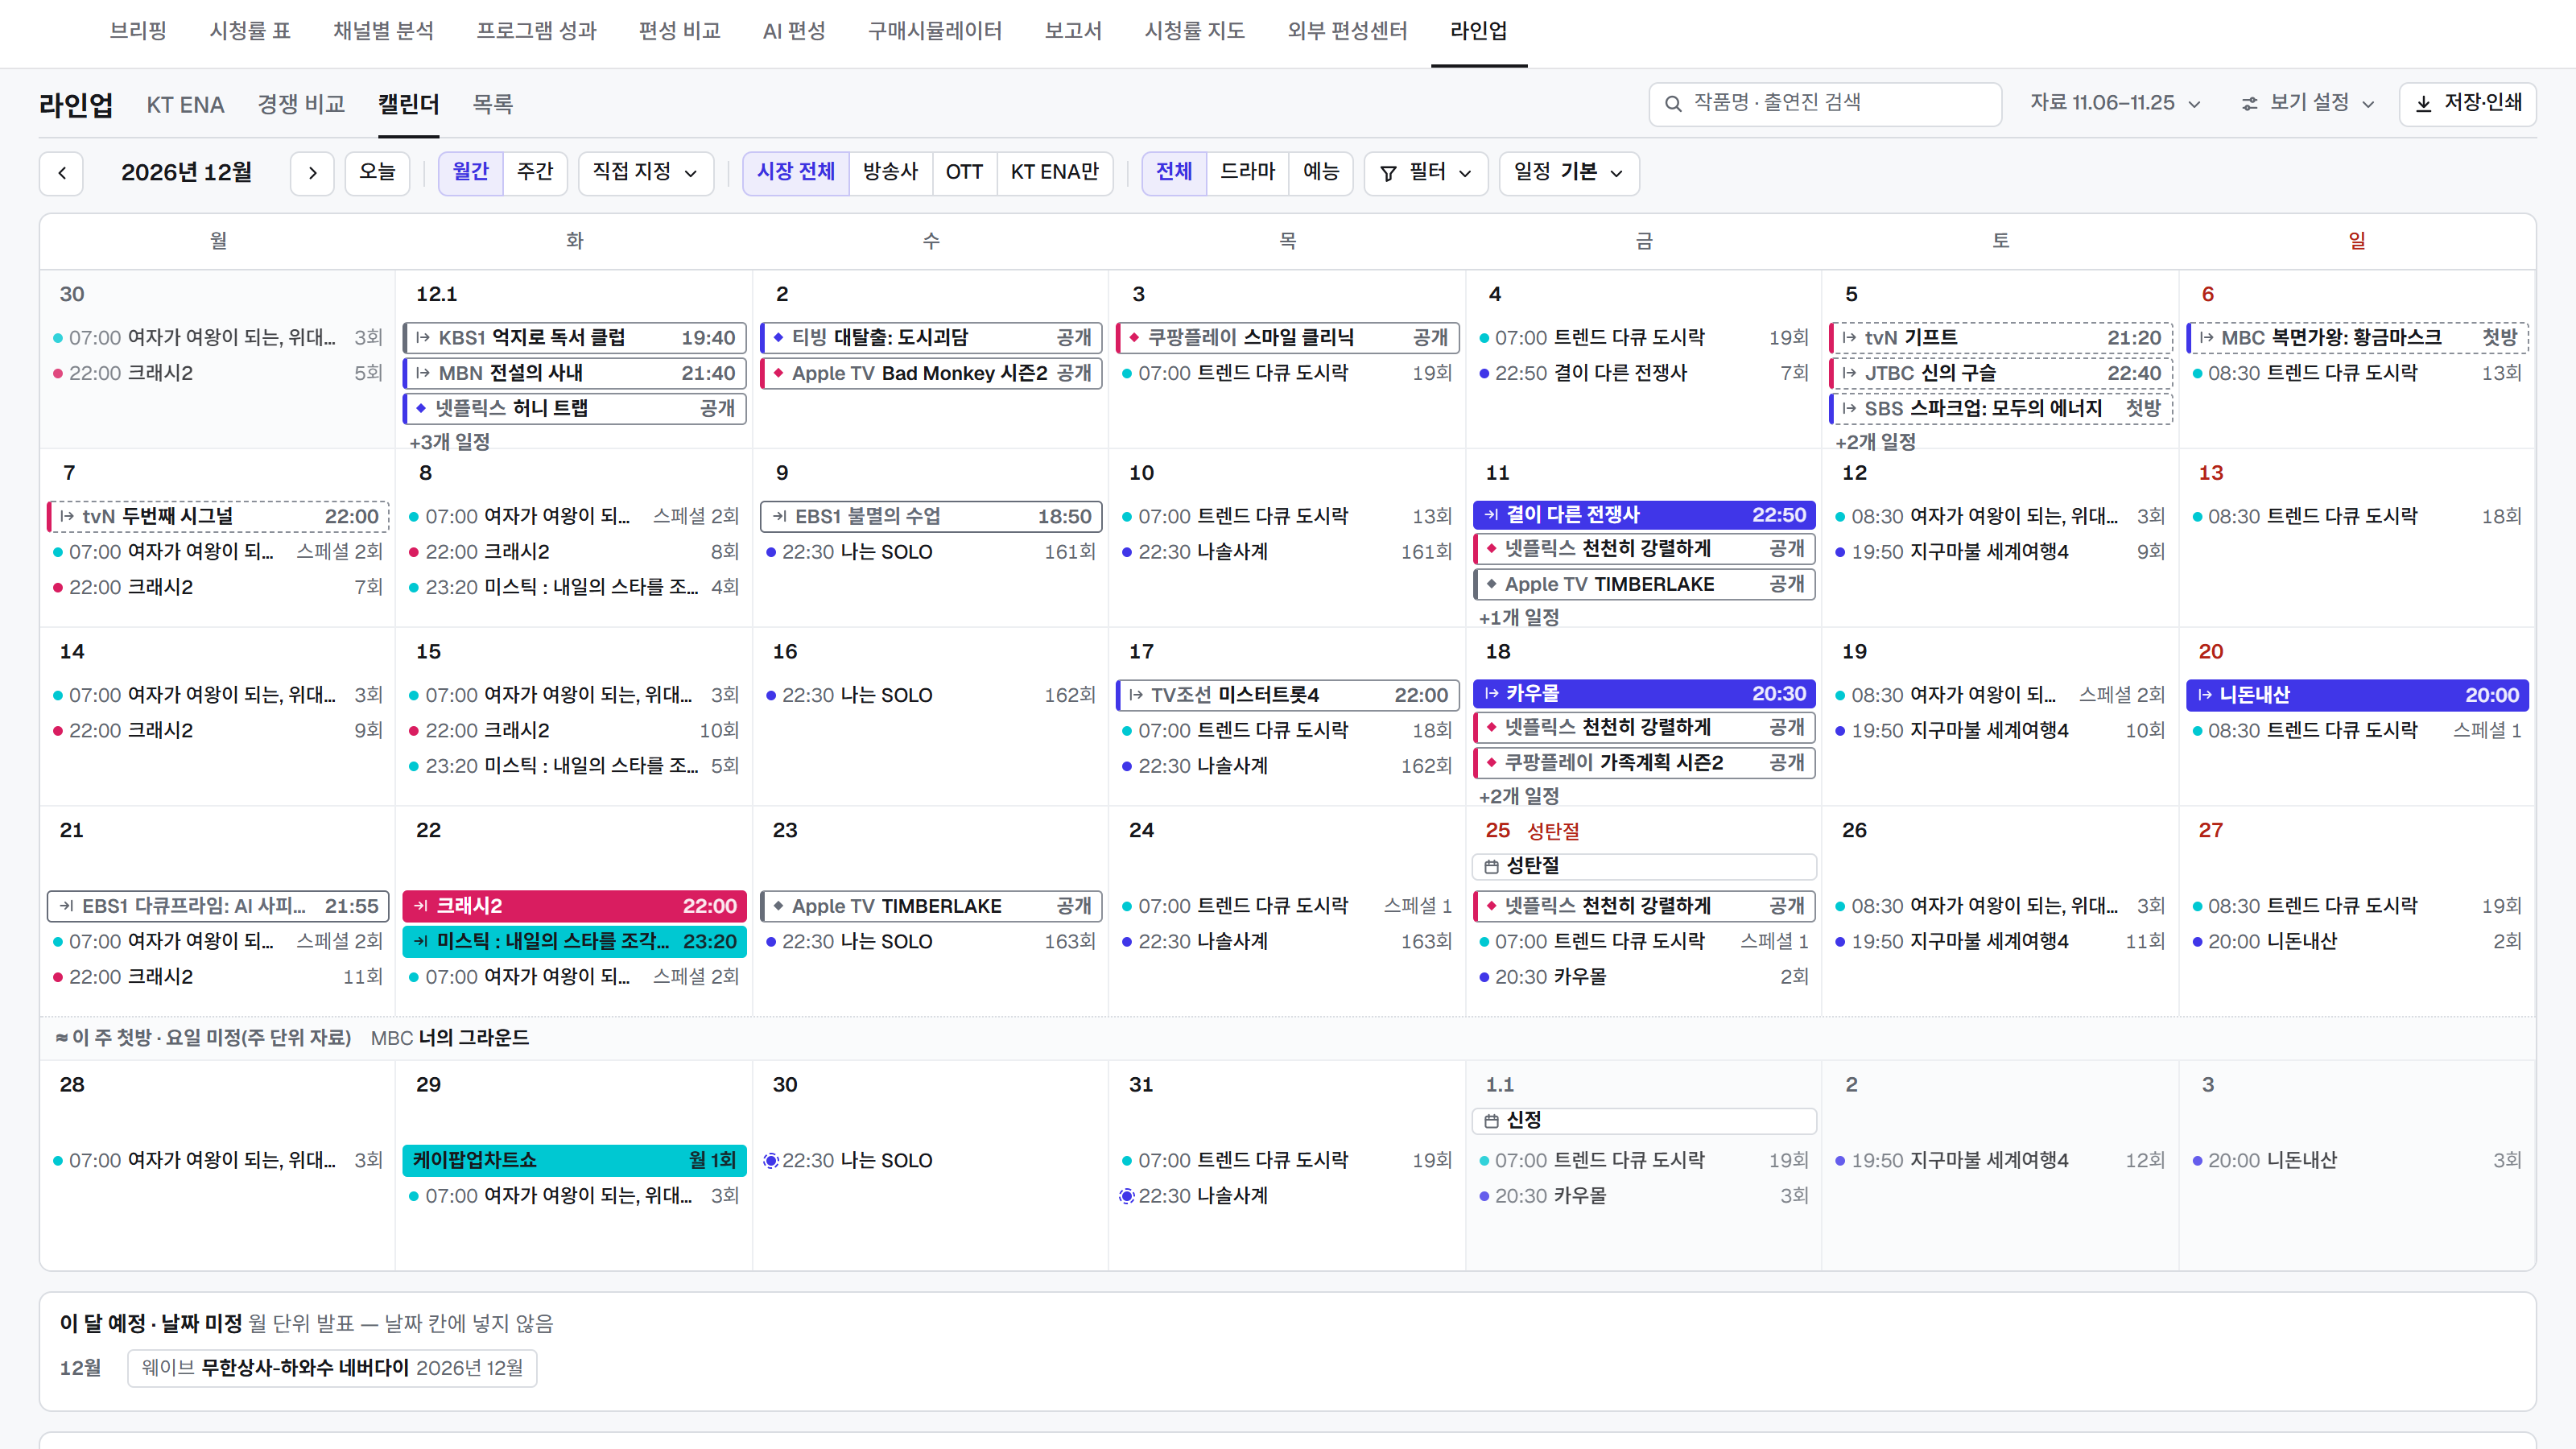 브리핑 시청률 표 채널별 분석 프로그램 성과 편성 비교 AI 편성 구매시뮬레이터 보고서 시청률 지도 외부 편성센터 라인업
라인업 KT ENA 경쟁 비교 캘린더 목록 작품명 · 출연진 검색 자료 11.06–11.25 보기 설정 저장·인쇄
2026년 12월 오늘 월간 주간 직접 지정 시장 전체 방송사 OTT KT ENA만 전체 드라마 예능 필터 일정 기본
월 화 수 목 금 토 일
30
07:00 여자가 여왕이 되는, 위대... 3회
22:00 크래시2 5회
12.1
KBS1 억지로 독서 클럽 19:40
MBN 전설의 사내 21:40
넷플릭스 허니 트랩 공개
+3개 일정
2
티빙 대탈출: 도시괴담 공개
Apple TV Bad Monkey 시즌2 공개
3
쿠팡플레이 스마일 클리닉 공개
07:00 트렌드 다큐 도시락 19회
4
07:00 트렌드 다큐 도시락 19회
22:50 결이 다른 전쟁사 7회
5
tvN 기프트 21:20
JTBC 신의 구슬 22:40
SBS 스파크업: 모두의 에너지 첫방
+2개 일정
6
MBC 복면가왕: 황금마스크 첫방
08:30 트렌드 다큐 도시락 13회
7
tvN 두번째 시그널 22:00
07:00 여자가 여왕이 되... 스페셜 2회
22:00 크래시2 7회
8
07:00 여자가 여왕이 되... 스페셜 2회
22:00 크래시2 8회
23:20 미스틱 : 내일의 스타를 조... 4회
9
EBS1 불멸의 수업 18:50
22:30 나는 SOLO 161회
10
07:00 트렌드 다큐 도시락 13회
22:30 나솔사계 161회
11
결이 다른 전쟁사 22:50
넷플릭스 천천히 강렬하게 공개
Apple TV TIMBERLAKE 공개
+1개 일정
12
08:30 여자가 여왕이 되는, 위대... 3회
19:50 지구마불 세계여행4 9회
13
08:30 트렌드 다큐 도시락 18회
14
07:00 여자가 여왕이 되는, 위대... 3회
22:00 크래시2 9회
15
07:00 여자가 여왕이 되는, 위대... 3회
22:00 크래시2 10회
23:20 미스틱 : 내일의 스타를 조... 5회
16
22:30 나는 SOLO 162회
17
TV조선 미스터트롯4 22:00
07:00 트렌드 다큐 도시락 18회
22:30 나솔사계 162회
18
카우몰 20:30
넷플릭스 천천히 강렬하게 공개
쿠팡플레이 가족계획 시즌2 공개
+2개 일정
19
08:30 여자가 여왕이 되... 스페셜 2회
19:50 지구마불 세계여행4 10회
20
니돈내산 20:00
08:30 트렌드 다큐 도시락 스페셜 1
21
EBS1 다큐프라임: AI 사피... 21:55
07:00 여자가 여왕이 되... 스페셜 2회
22:00 크래시2 11회
22
크래시2 22:00
미스틱 : 내일의 스타를 조각... 23:20
07:00 여자가 여왕이 되... 스페셜 2회
23
Apple TV TIMBERLAKE 공개
22:30 나는 SOLO 163회
24
07:00 트렌드 다큐 도시락 스페셜 1
22:30 나솔사계 163회
25 성탄절
성탄절
넷플릭스 천천히 강렬하게 공개
07:00 트렌드 다큐 도시락 스페셜 1
20:30 카우몰 2회
26
08:30 여자가 여왕이 되는, 위대... 3회
19:50 지구마불 세계여행4 11회
27
08:30 트렌드 다큐 도시락 19회
20:00 니돈내산 2회
≈ 이 주 첫방 · 요일 미정(주 단위 자료) MBC 너의 그라운드
28
07:00 여자가 여왕이 되는, 위대... 3회
29
케이팝업차트쇼 월 1회
07:00 여자가 여왕이 되는, 위대... 3회
30
22:30 나는 SOLO
31
07:00 트렌드 다큐 도시락 19회
22:30 나솔사계
1.1
신정
07:00 트렌드 다큐 도시락 19회
20:30 카우몰 3회
2
19:50 지구마불 세계여행4 12회
3
20:00 니돈내산 3회
이 달 예정 · 날짜 미정 월 단위 발표 — 날짜 칸에 넣지 않음
12월 웨이브 무한상사-하와수 네버다이 2026년 12월